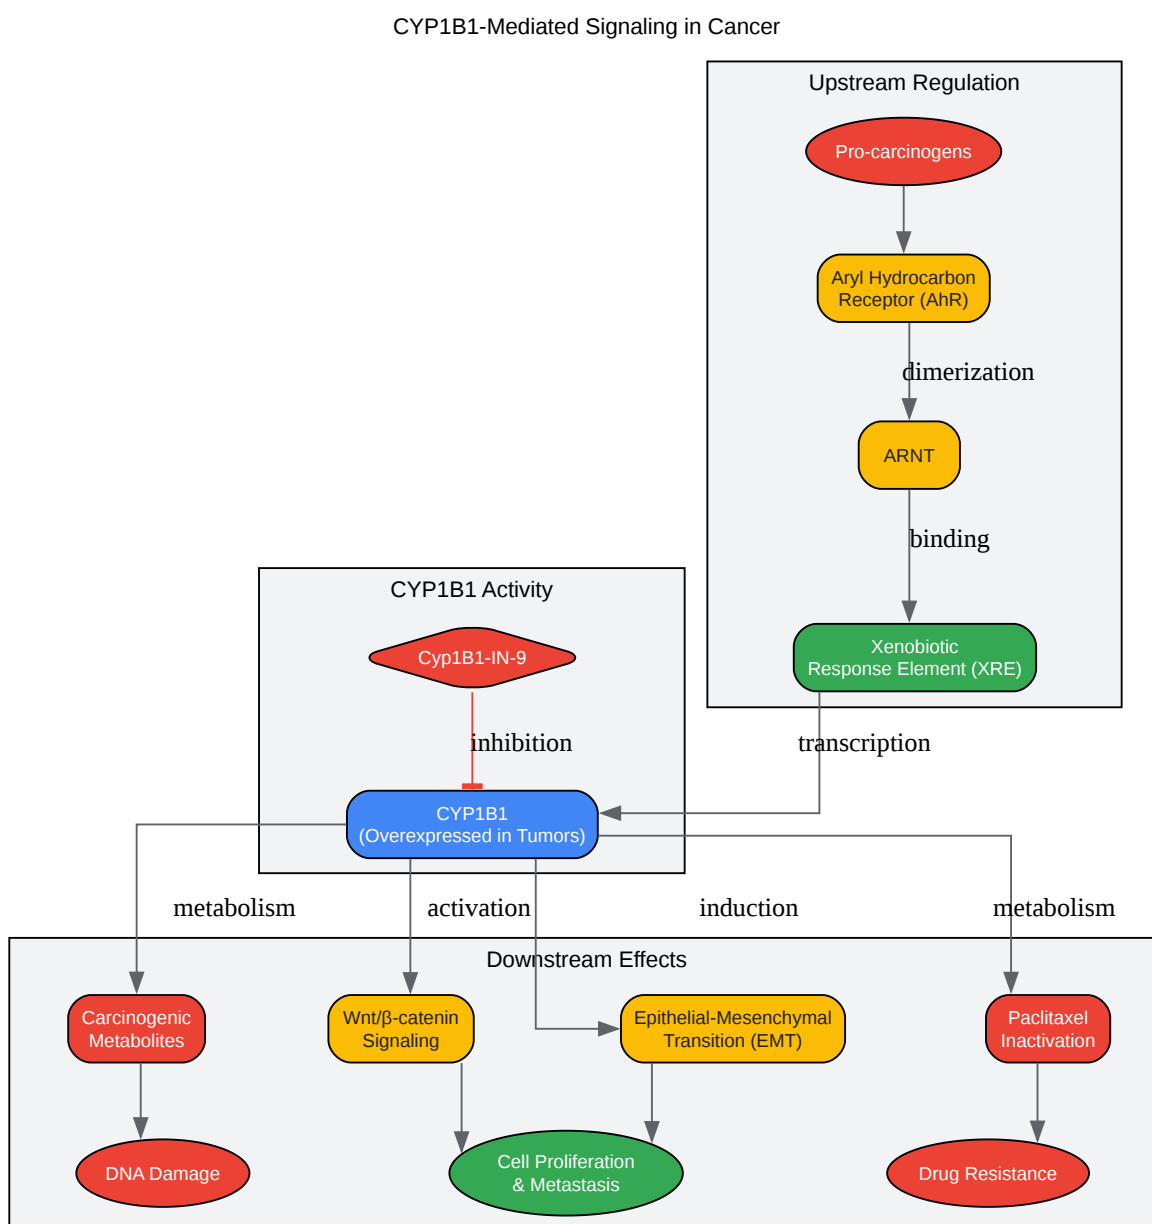 CYP1B1-Mediated Signaling in Cancer
Upstream Regulation
Pro-carcinogens
Aryl Hydrocarbon
Receptor (AhR)
dimerization
ARNT
binding
Xenobiotic
Response Element (XRE)
transcription
CYP1B1 Activity
Cyp1B1-IN-9
inhibition
CYP1B1
(Overexpressed in Tumors)
metabolism
activation
induction
metabolism
Downstream Effects
Carcinogenic
Metabolites
Wnt/β-catenin
Signaling
Epithelial-Mesenchymal
Transition (EMT)
Paclitaxel
Inactivation
DNA Damage
Cell Proliferation
& Metastasis
Drug Resistance